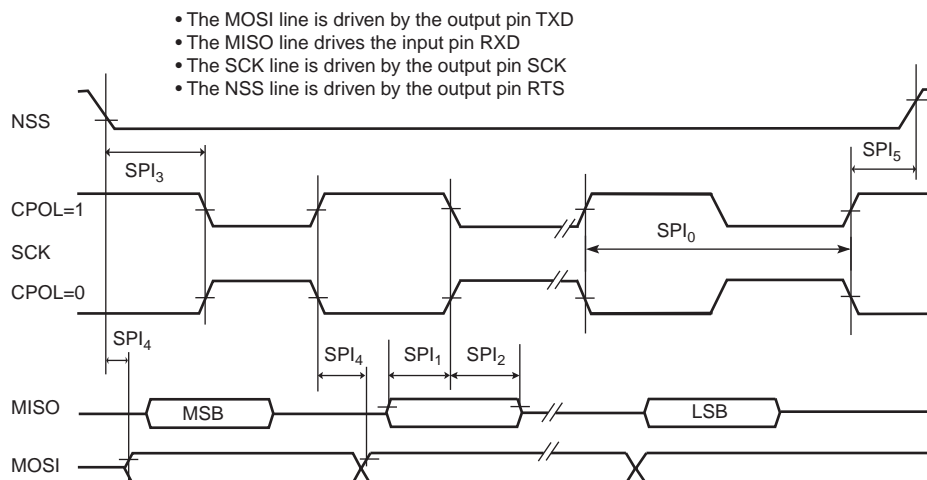 • The MOSI line is driven by the output pin TXD
• The MISO line drives the input pin RXD
• The SCK line is driven by the output pin SCK
• The NSS line is driven by the output pin RTS
NSS
SPI3
SPI5
CPOL=1
SCK
SPI0
CPOL=0
SPI4
SPI4
SPI1
SPI2
MISO
MSB
LSB
MOSI